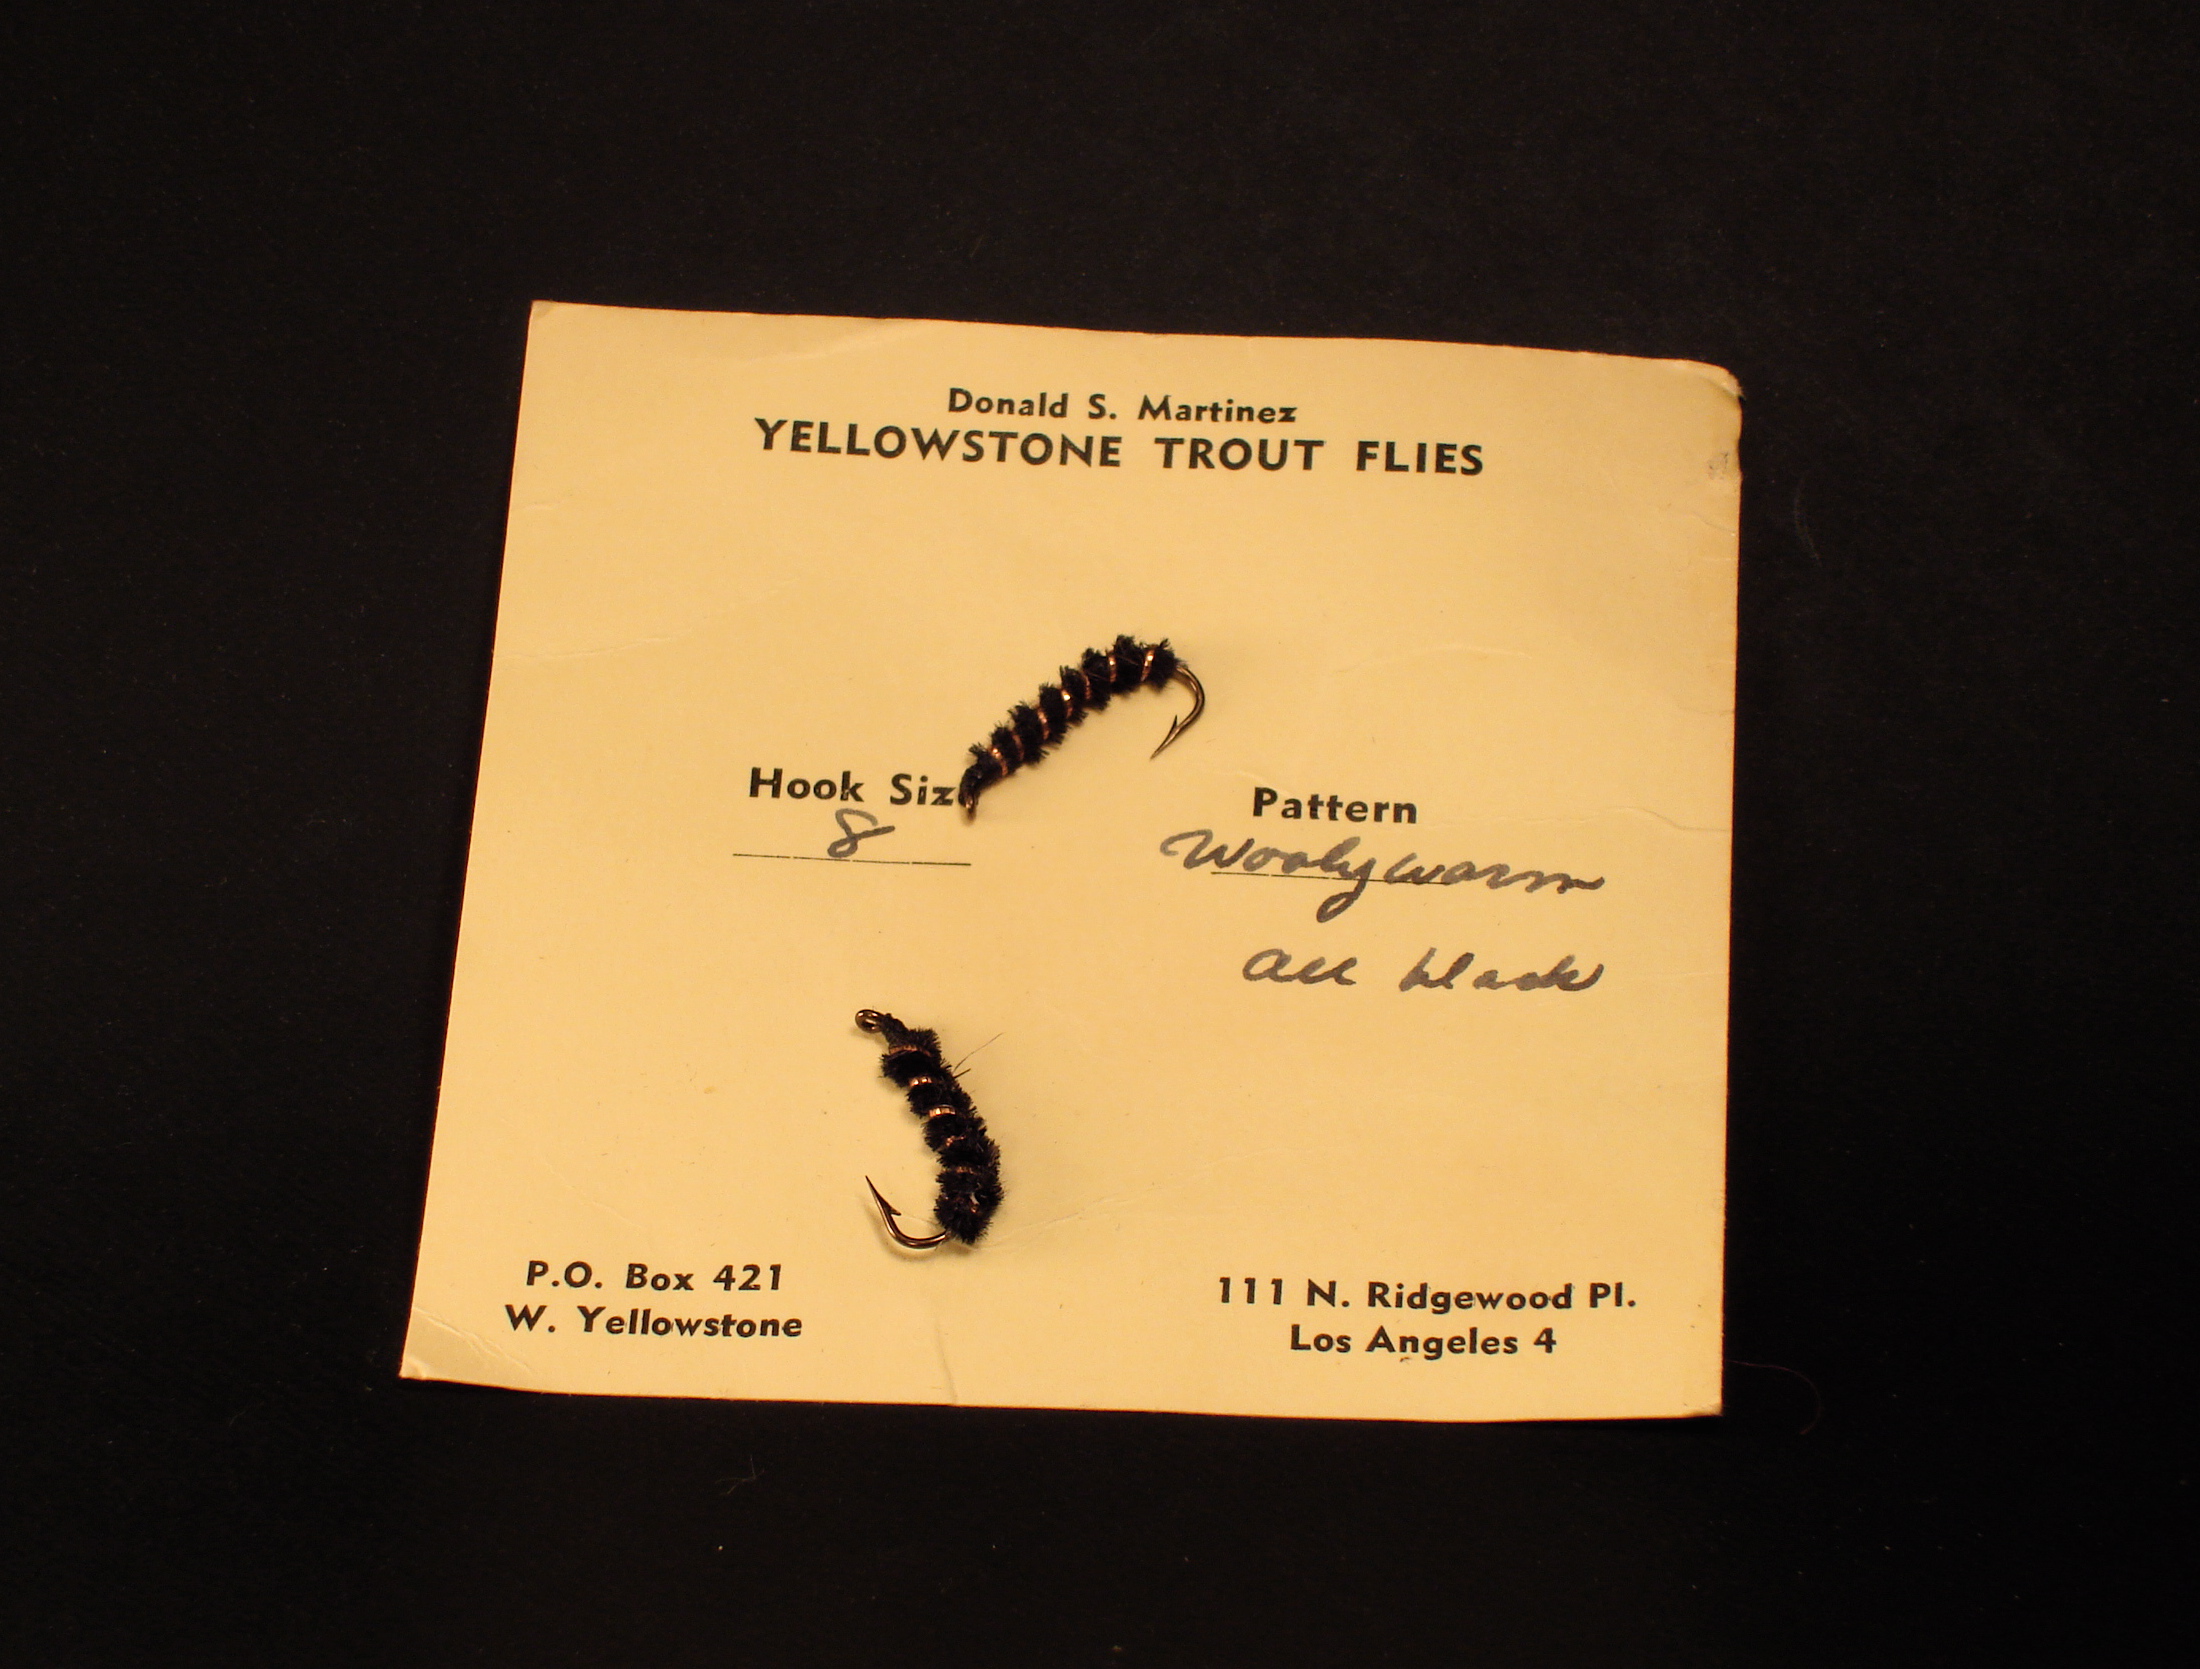 Donald S. Martinez
YELLOWSTONE TROUT FLIES
Hook Siz
8
Pattern
Woolyworm
all black
P.O. Box 421
W. Yellowstone
111 N. Ridgewood Pl.
Los Angeles 4